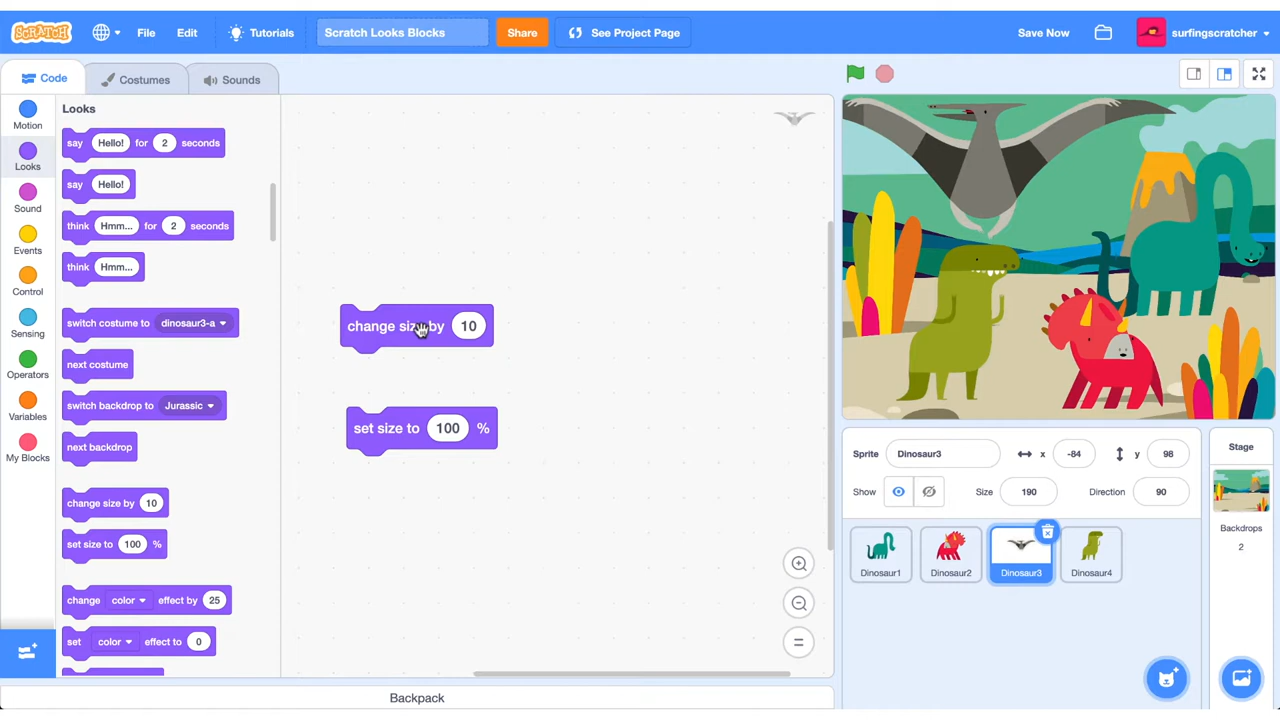 SCRATCH File Edit Tutorials Scratch Looks Blocks Share See Project Page Save Now surfingscratcher
Code Costumes Sounds
Motion
Looks
Sound
Events
Control
Sensing
Operators
Variables
My Blocks
Looks
say Hello! for 2 seconds
say Hello!
think Hmm... for 2 seconds
think Hmm...
switch costume to dinosaur3-a
next costume
switch backdrop to Jurassic
next backdrop
change size by 10
set size to 100 %
change color effect by 25
set color effect to 0
change size by 10
set size to 100 %
Backpack
Sprite Dinosaur3 x -84 y 98
Show Size 190 Direction 90
Dinosaur1 Dinosaur2 Dinosaur3 Dinosaur4
Stage
Backdrops
2